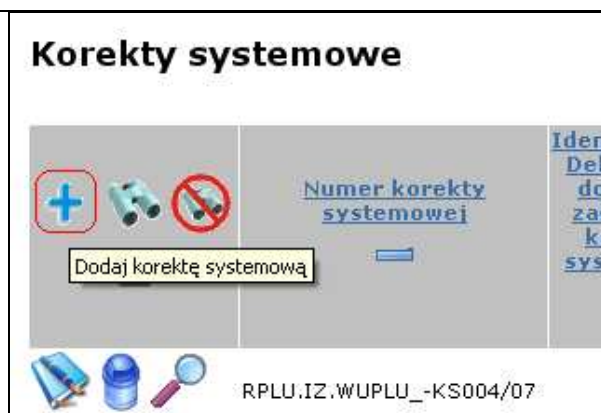 Korekty systemowe
Numer korekty
systemowej
Dodaj korektę systemową
RPLU.IZ.WUPLU_-KS004/07